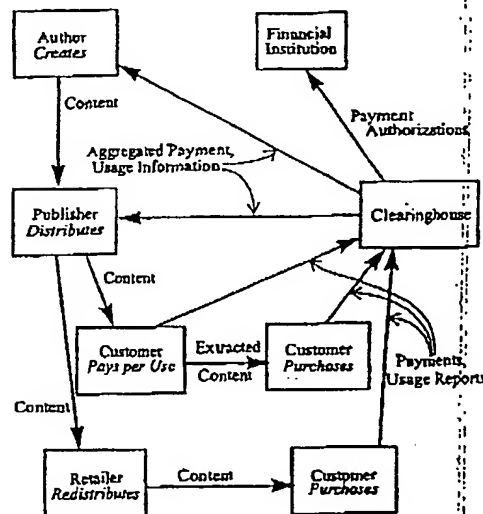 Author
Creates
Financial
Institution
Content
Payment
Authorizations
Aggregated Payment,
Usage Information
Publisher
Distributes
Clearinghouse
Content
Customer
Pays per Use
Extracted
Content
Customer
Purchases
Payments,
Usage Reports
Content
Retailer
Redistributes
Content
Customer
Purchases